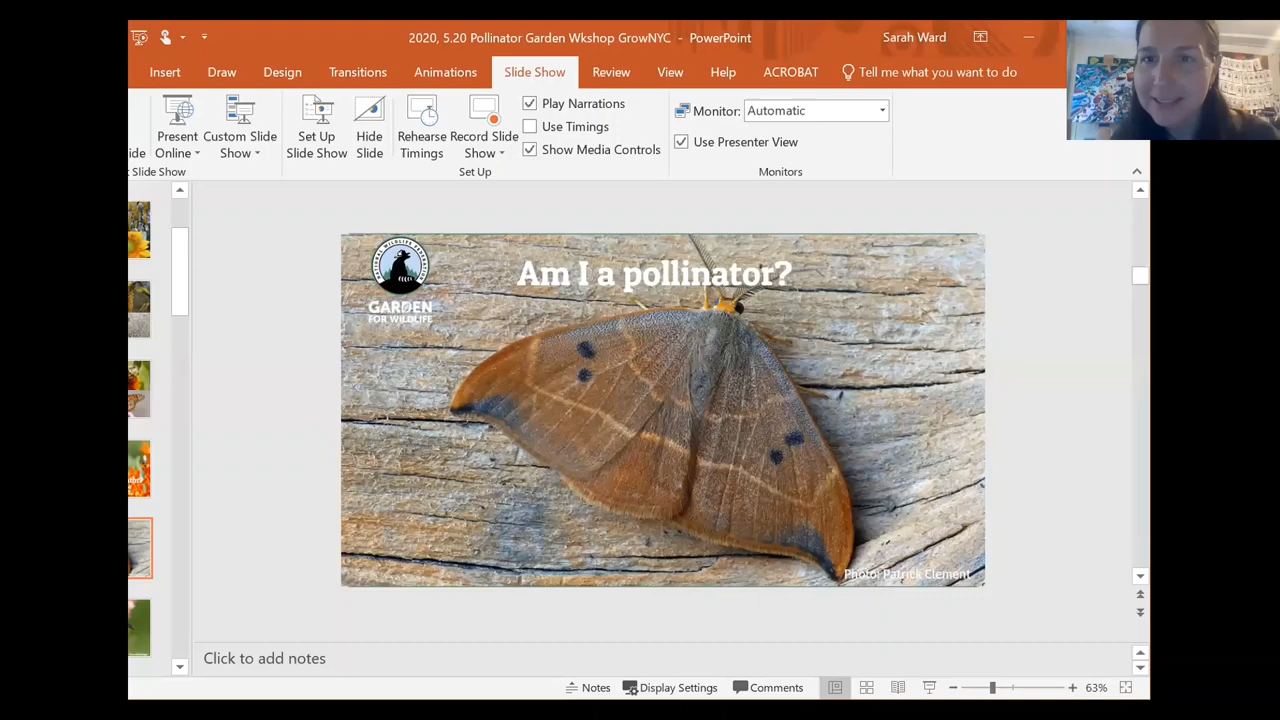 2020, 5.20 Pollinator Garden Wkshop GrowNYC - PowerPoint
Sarah Ward
Insert Draw Design Transitions Animations Slide Show Review View Help ACROBAT Tell me what you want to do
Present Online
Custom Slide Show
Set Up Slide Show
Hide Slide
Rehearse Timings
Record Slide Show
Play Narrations
Use Timings
Show Media Controls
Monitor: Automatic
Use Presenter View
Slide Show
Set Up
Monitors
NATIONAL WILDLIFE FEDERATION
GARDEN
FOR WILDLIFE
Am I a pollinator?
Photo: Patrick Clement
Click to add notes
Notes Display Settings Comments 63%